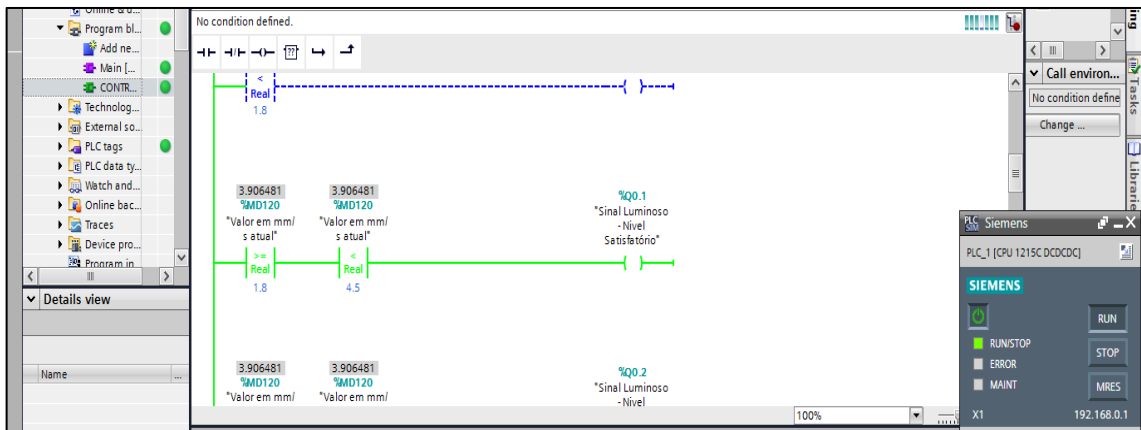 Online & d...
Program bl...
Add ne...
Main [...
CONTR...
Technolog...
External so...
PLC tags
PLC data ty...
Watch and...
Online bac...
Traces
Device pro...
Program in
Details view
Name
...
No condition defined.
??
<
Real
1.8
3.906481
3.906481
%MD120
%MD120
"Valor em mm/
s atual"
"Valor em mm/
s atual"
>=
Real
1.8
<
Real
4.5
%Q0.1
"Sinal Luminoso
- Nivel
Satisfatório"
3.906481
3.906481
%MD120
%MD120
"Valor em mm/
"Valor em mm/
%Q0.2
"Sinal Luminoso
- Nivel
100%
Call environ...
No condition define
Change ...
ing
Tasks
Librarie
PLC SIM
Siemens
PLC_1 [CPU 1215C DCDCDC]
SIEMENS
RUN
RUN/STOP
STOP
ERROR
MAINT
MRES
X1
192.168.0.1